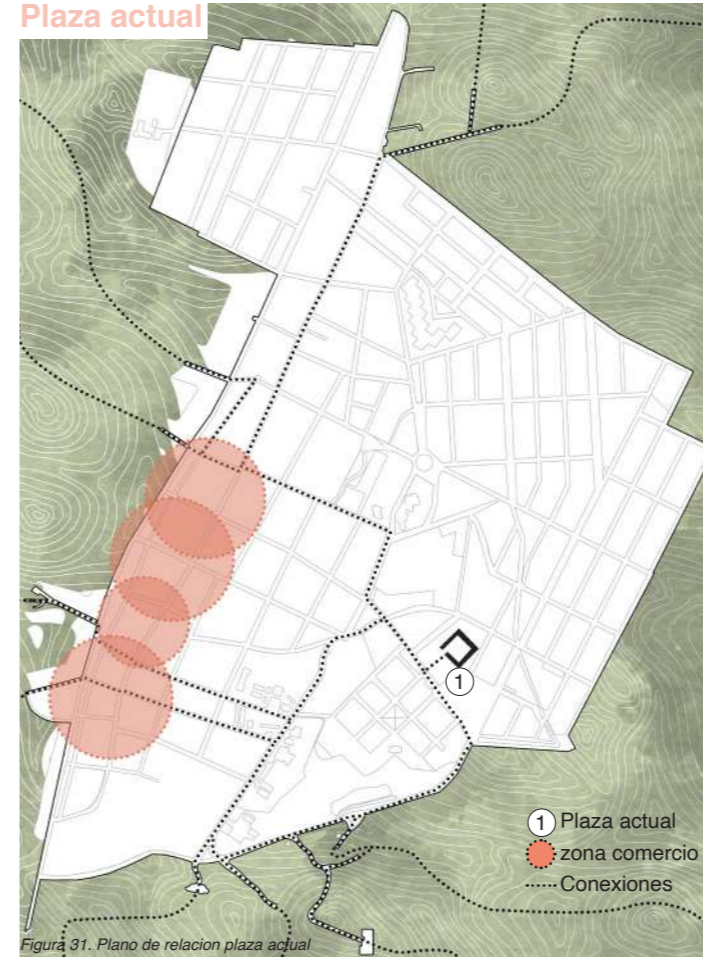 Plaza actual
1
1 Plaza actual
zona comercio
Conexiones
Figura 31. Plano de relacion plaza actual